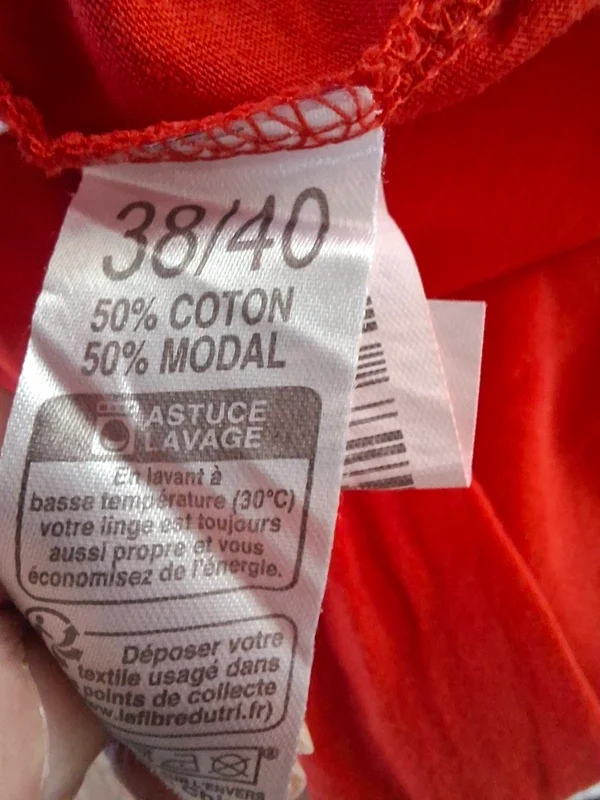 38/40
50% COTON
50% MODAL
ASTUCE
LAVAGE
En lavant à
basse température (30°C)
votre linge est toujours
aussi propre et vous
économisez de l'énergie.
Déposer votre
textile usagé dans
points de collecte
lafibredutri.fr)
L'ENVERS